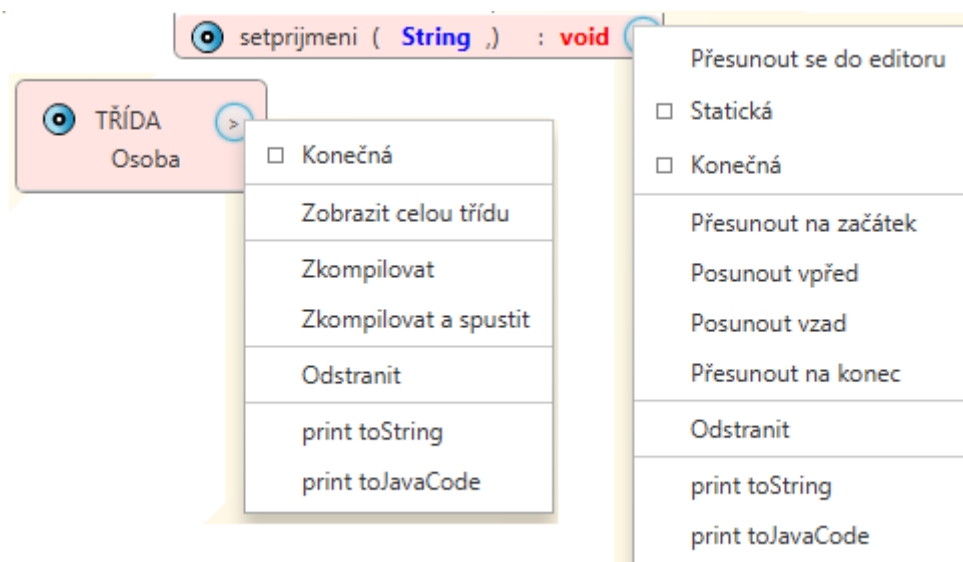 setprijmeni ( String ,) : void
TŘÍDA >
Osoba
Konečná
Zobrazit celou třídu
Zkompilovat
Zkompilovat a spustit
Odstranit
print toString
print toJavaCode
Přesunout se do editoru
Statická
Konečná
Přesunout na začátek
Posunout vpřed
Posunout vzad
Přesunout na konec
Odstranit
print toString
print toJavaCode